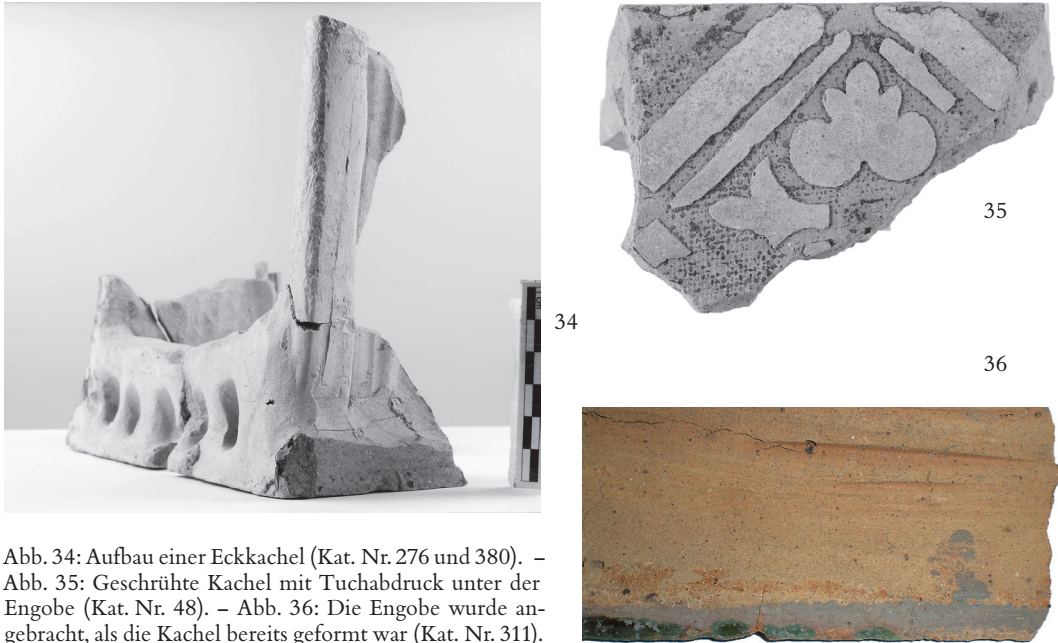 35
34
36
Abb. 34: Aufbau einer Eckkachel (Kat. Nr. 276 und 380). –
Abb. 35: Geschrühte Kachel mit Tuchabdruck unter der
Engobe (Kat. Nr. 48). – Abb. 36: Die Engobe wurde an-
gebracht, als die Kachel bereits geformt war (Kat. Nr. 311).